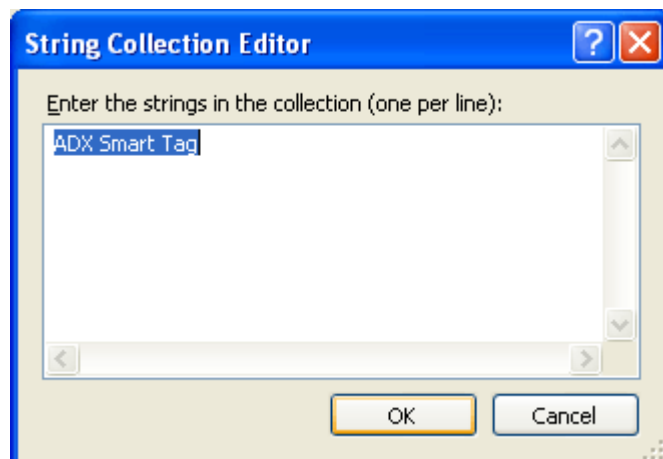 String Collection Editor
Enter the strings in the collection (one per line):
ADX Smart Tag
OK Cancel